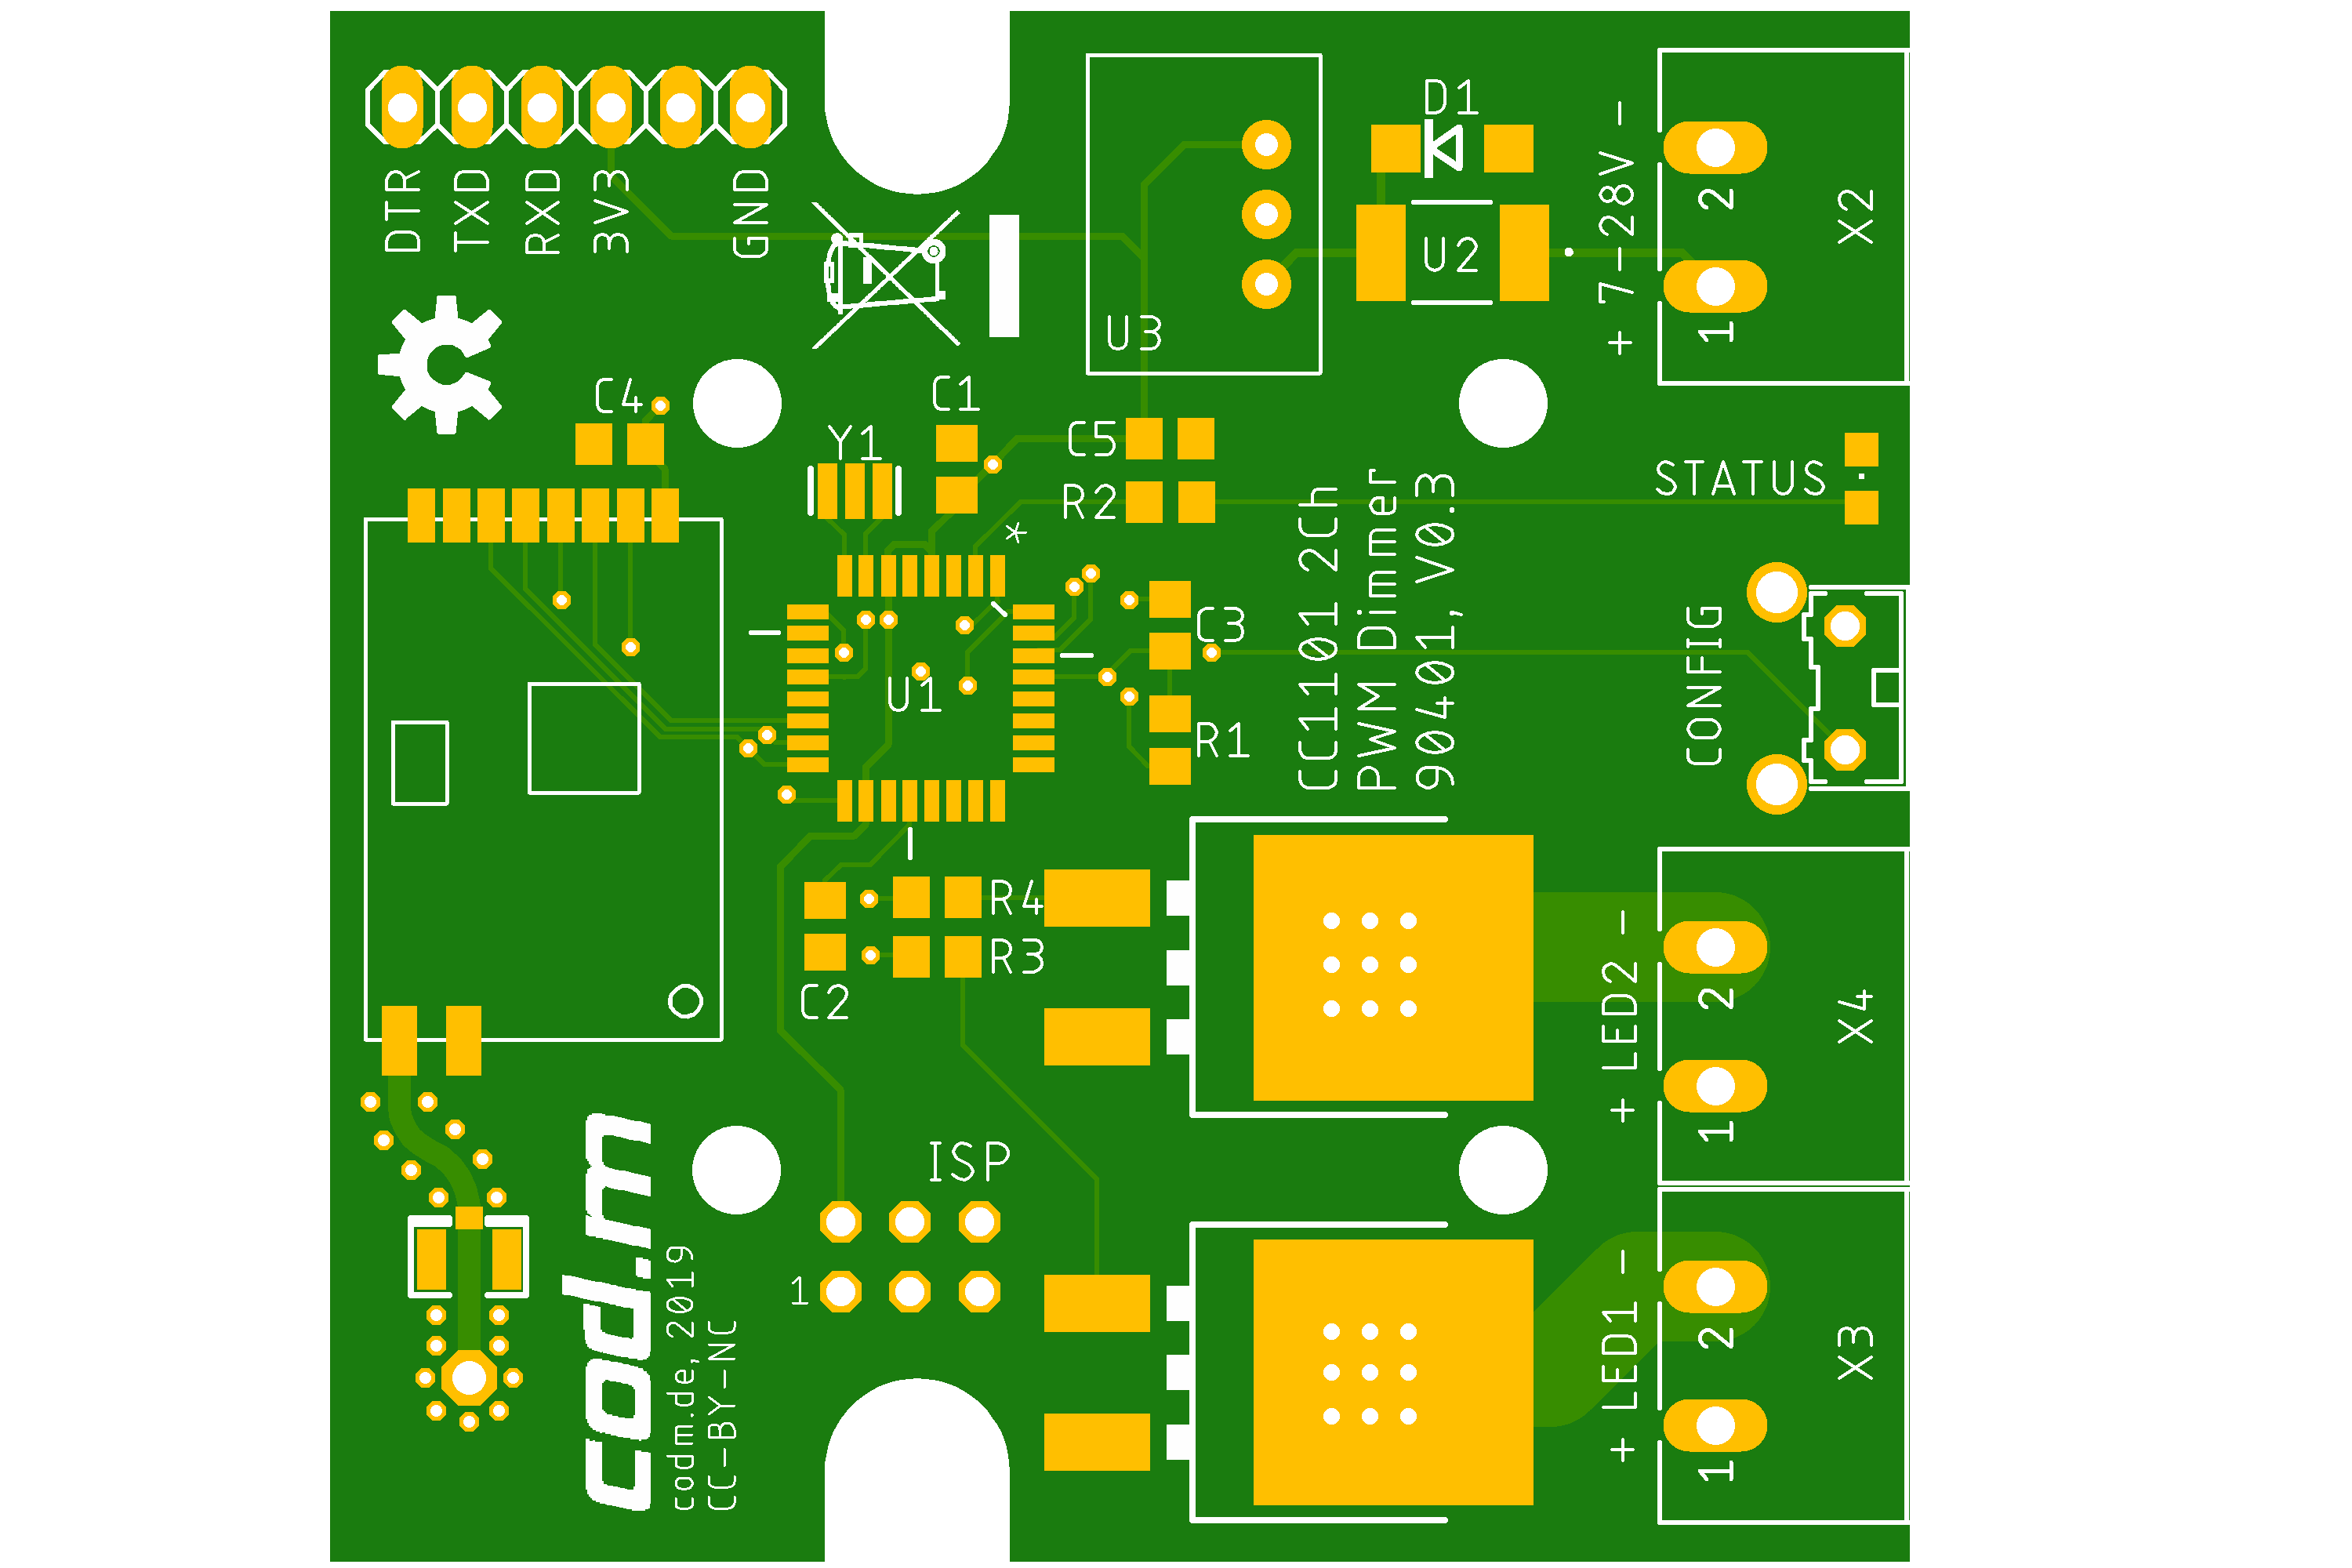 DTR
TXD
RXD
3V3
GND
D1
U2
U3
+ 7-28V -
2
1
X2
C4
C1
Y1
C5
R2
STATUS
*
U1
C3
R1
CC1101 2Ch
PWM Dimmer
90401, V0.3
CONFIG
R4
R3
C2
+ LED2 -
2
1
X4
ISP
1
+ LED1 -
2
1
X3
cod.m
codm.de, 2019
CC-BY-NC